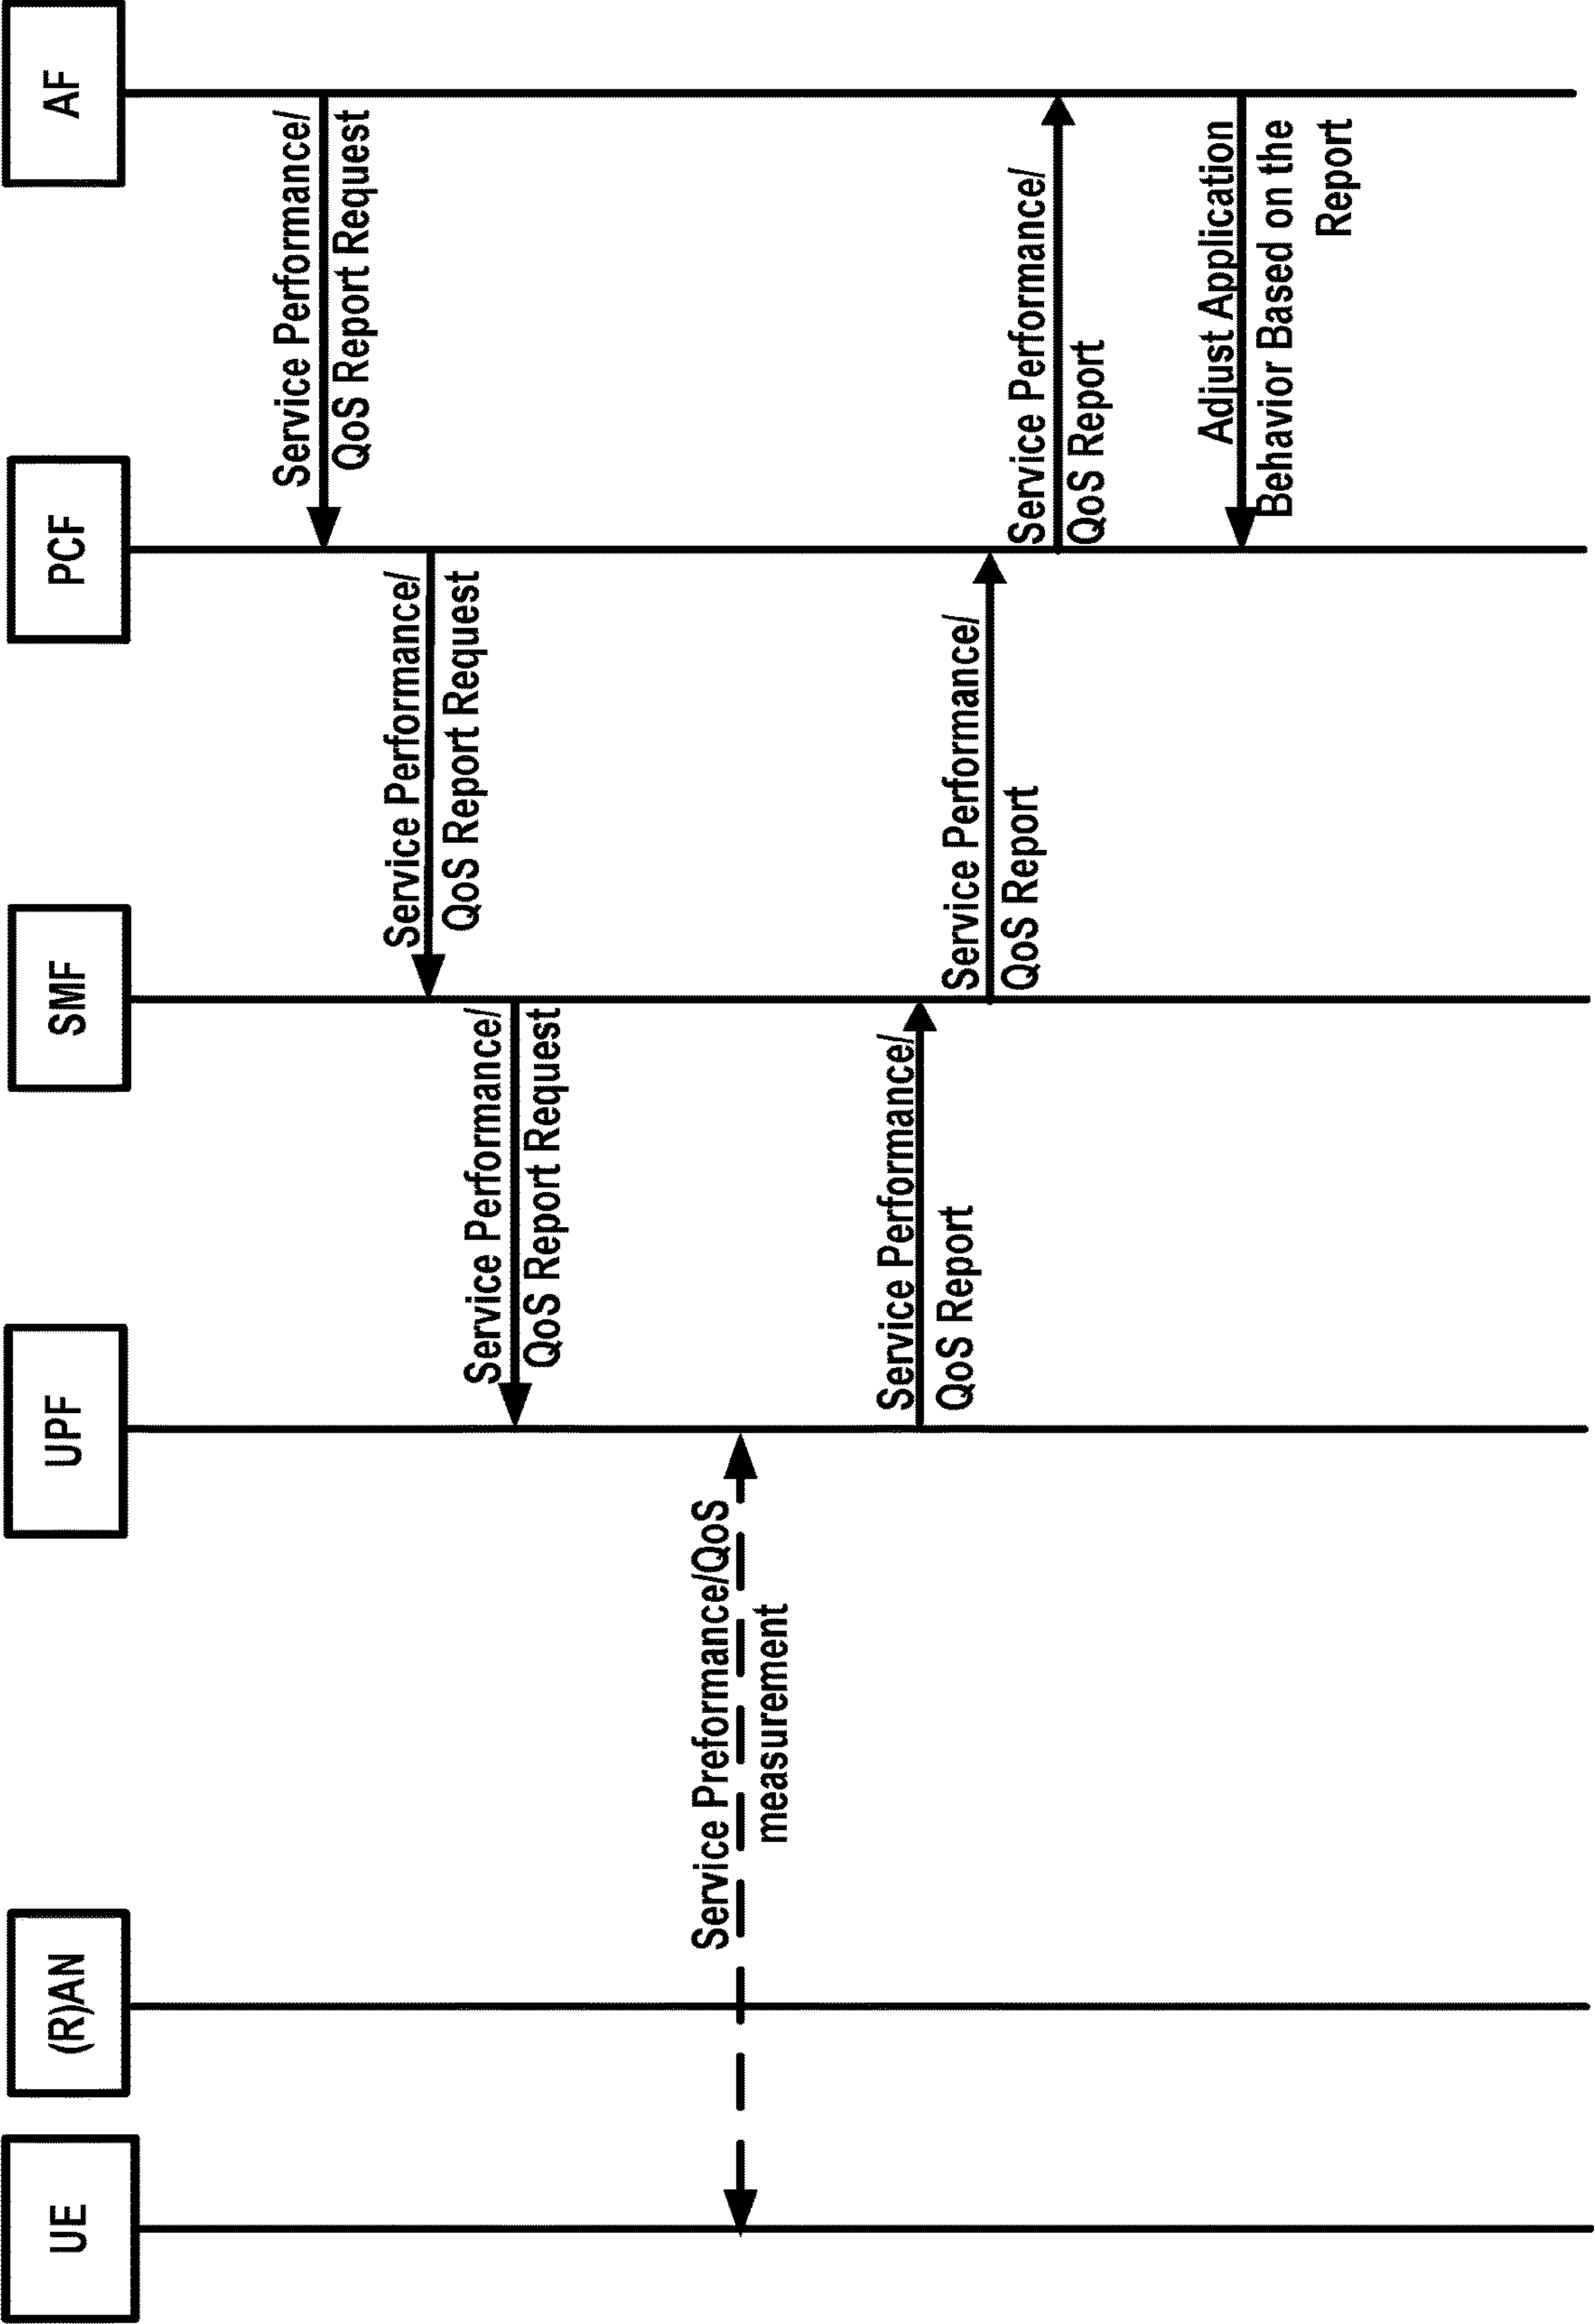 UE
(R)AN
UPF
SMF
PCF
AF
Service Performance/
QoS Report Request
Service Performance/
QoS Report Request
Service Performance/
QoS Report Request
Service Preformance/QoS
measurement
Service Performance/
QoS Report
Service Performance/
QoS Report
Service Performance/
QoS Report
Adjust Application
Behavior Based on the
Report